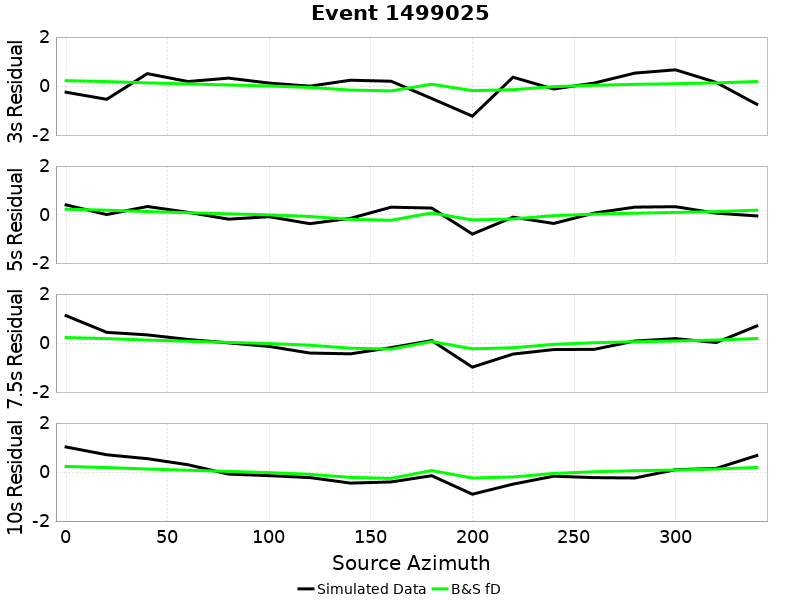 Event 1499025
3s Residual
2
0
-2
5s Residual
2
0
-2
7.5s Residual
2
0
-2
10s Residual
2
0
-2
0 50 100 150 200 250 300
Source Azimuth
Simulated Data B&S fD